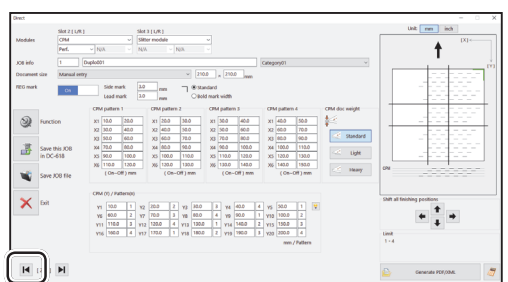 Direct
Slot 2 [ L/R ] Slot 3 [ L/R ] Unit: mm inch
Modules CPM Slitter module
Perf. N/A N/A N/A [X]
JOB info 1 Duplo001 Category01 [Y]
Document size Manual entry 210.0 × 210.0 mm
REG mark On Side mark 3.0 mm Standard
Lead mark 3.0 mm Bold mark width
CPM pattern 1 CPM pattern 2 CPM pattern 3 CPM pattern 4 CPM disc weight
Function X1 10.0 20.0 X1 20.0 30.0 X1 30.0 40.0 X1 40.0 50.0
X2 30.0 40.0 X2 40.0 50.0 X2 50.0 60.0 X2 60.0 70.0
X3 50.0 60.0 X3 60.0 70.0 X3 70.0 80.0 X3 80.0 90.0 Standard
Save this JOB X4 70.0 80.0 X4 80.0 90.0 X4 90.0 100.0 X4 100.0 110.0
in DC-618 X5 90.0 100.0 X5 100.0 110.0 X5 110.0 120.0 X5 120.0 130.0 Light
X6 110.0 120.0 X6 120.0 130.0 X6 130.0 140.0 X6 140.0 150.0
Save JOB file ( On-Off ) mm ( On-Off ) mm ( On-Off ) mm ( On-Off ) mm Heavy
CPM
CPM (Y) / Pattern(s)
Exit Y1 10.0 1 Y2 20.0 2 Y3 30.0 3 Y4 40.0 4 Y5 50.0 1 Shift all finishing positions
Y6 60.0 2 Y7 70.0 3 Y8 80.0 4 Y9 90.0 1 Y10 100.0 2
Y11 110.0 3 Y12 120.0 4 Y13 130.0 1 Y14 140.0 2 Y15 150.0 3
Y16 160.0 4 Y17 170.0 1 Y18 180.0 2 Y19 190.0 3 Y20 200.0 4 Limit
mm / Pattern 1 - 4
Generate PDF/XML